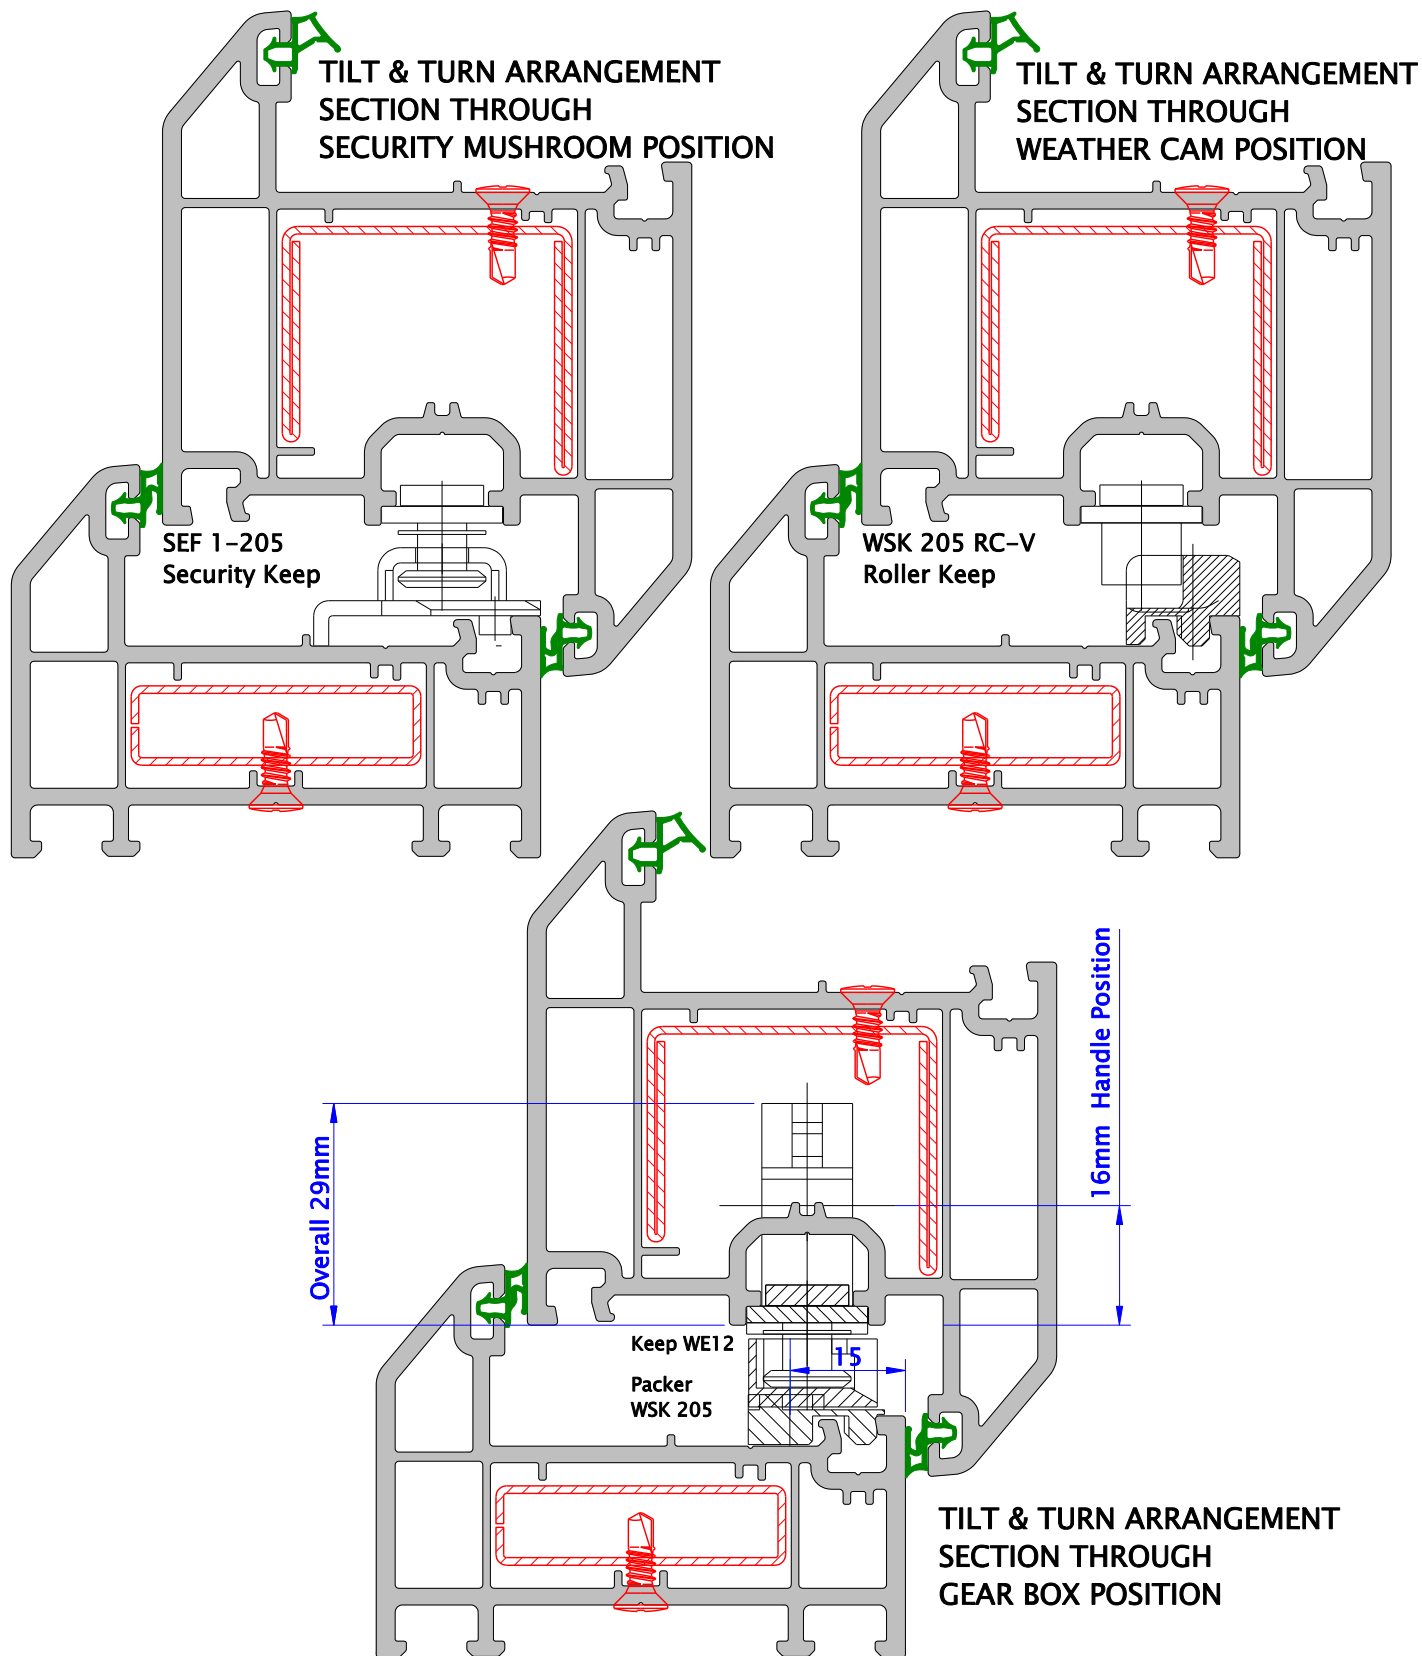 TILT & TURN ARRANGEMENT
SECTION THROUGH
SECURITY MUSHROOM POSITION
TILT & TURN ARRANGEMENT
SECTION THROUGH
WEATHER CAM POSITION
SEF 1-205
Security Keep
WSK 205 RC-V
Roller Keep
16mm Handle Position
Overall 29mm
Keep WE12
15
Packer
WSK 205
TILT & TURN ARRANGEMENT
SECTION THROUGH
GEAR BOX POSITION